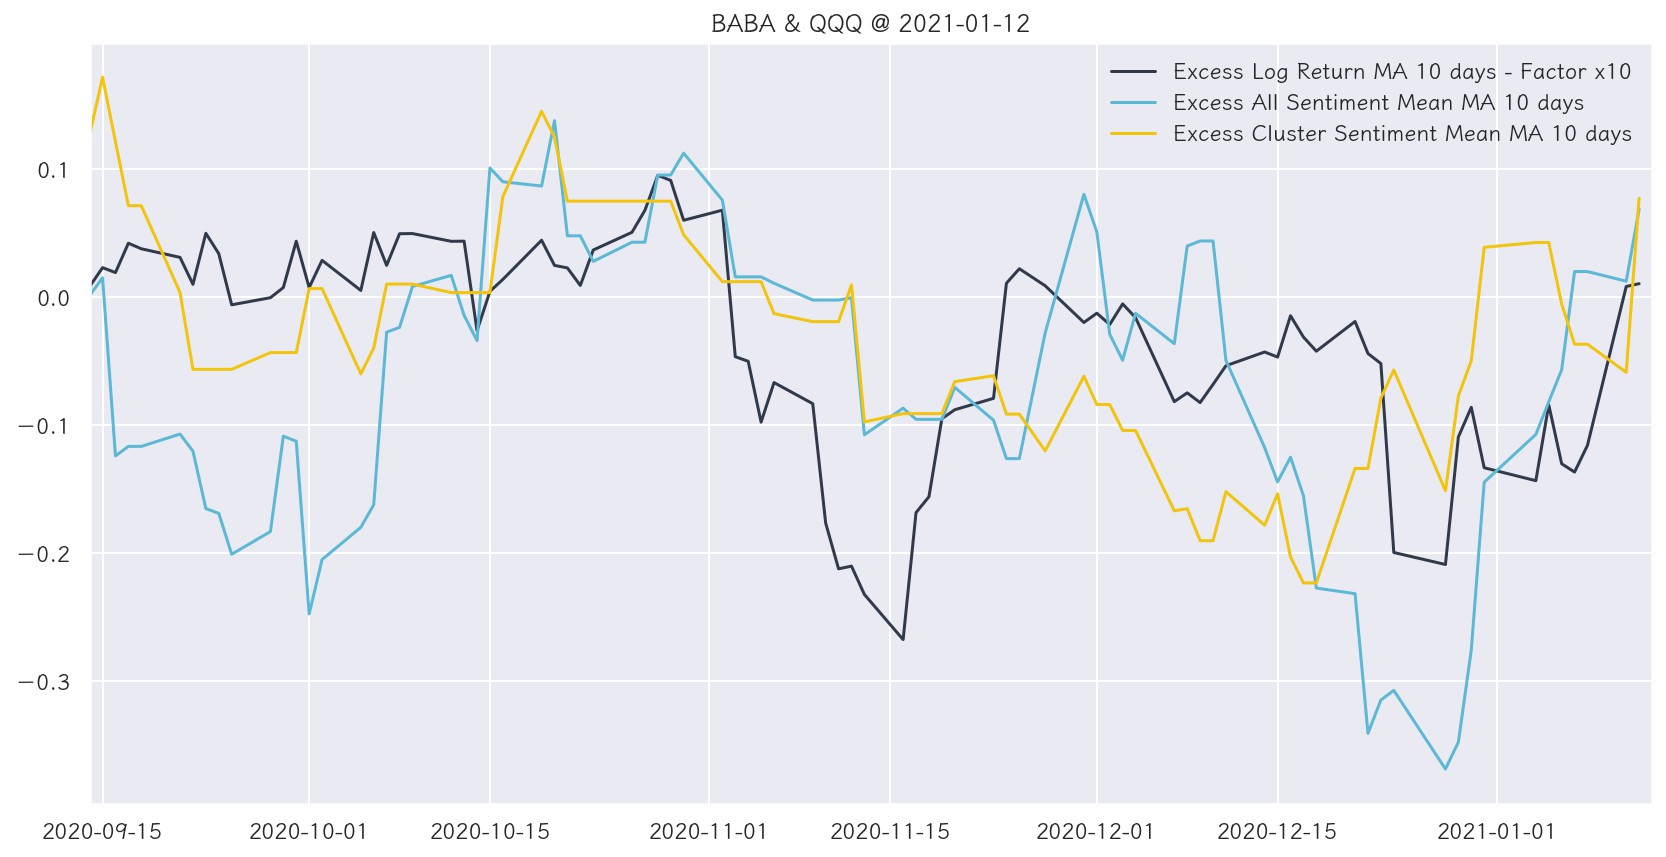 BABA & QQQ @ 2021-01-12
Excess Log Return MA 10 days - Factor x10
Excess All Sentiment Mean MA 10 days
Excess Cluster Sentiment Mean MA 10 days
0.1
0.0
−0.1
−0.2
−0.3
2020-09-15 2020-10-01 2020-10-15 2020-11-01 2020-11-15 2020-12-01 2020-12-15 2021-01-01